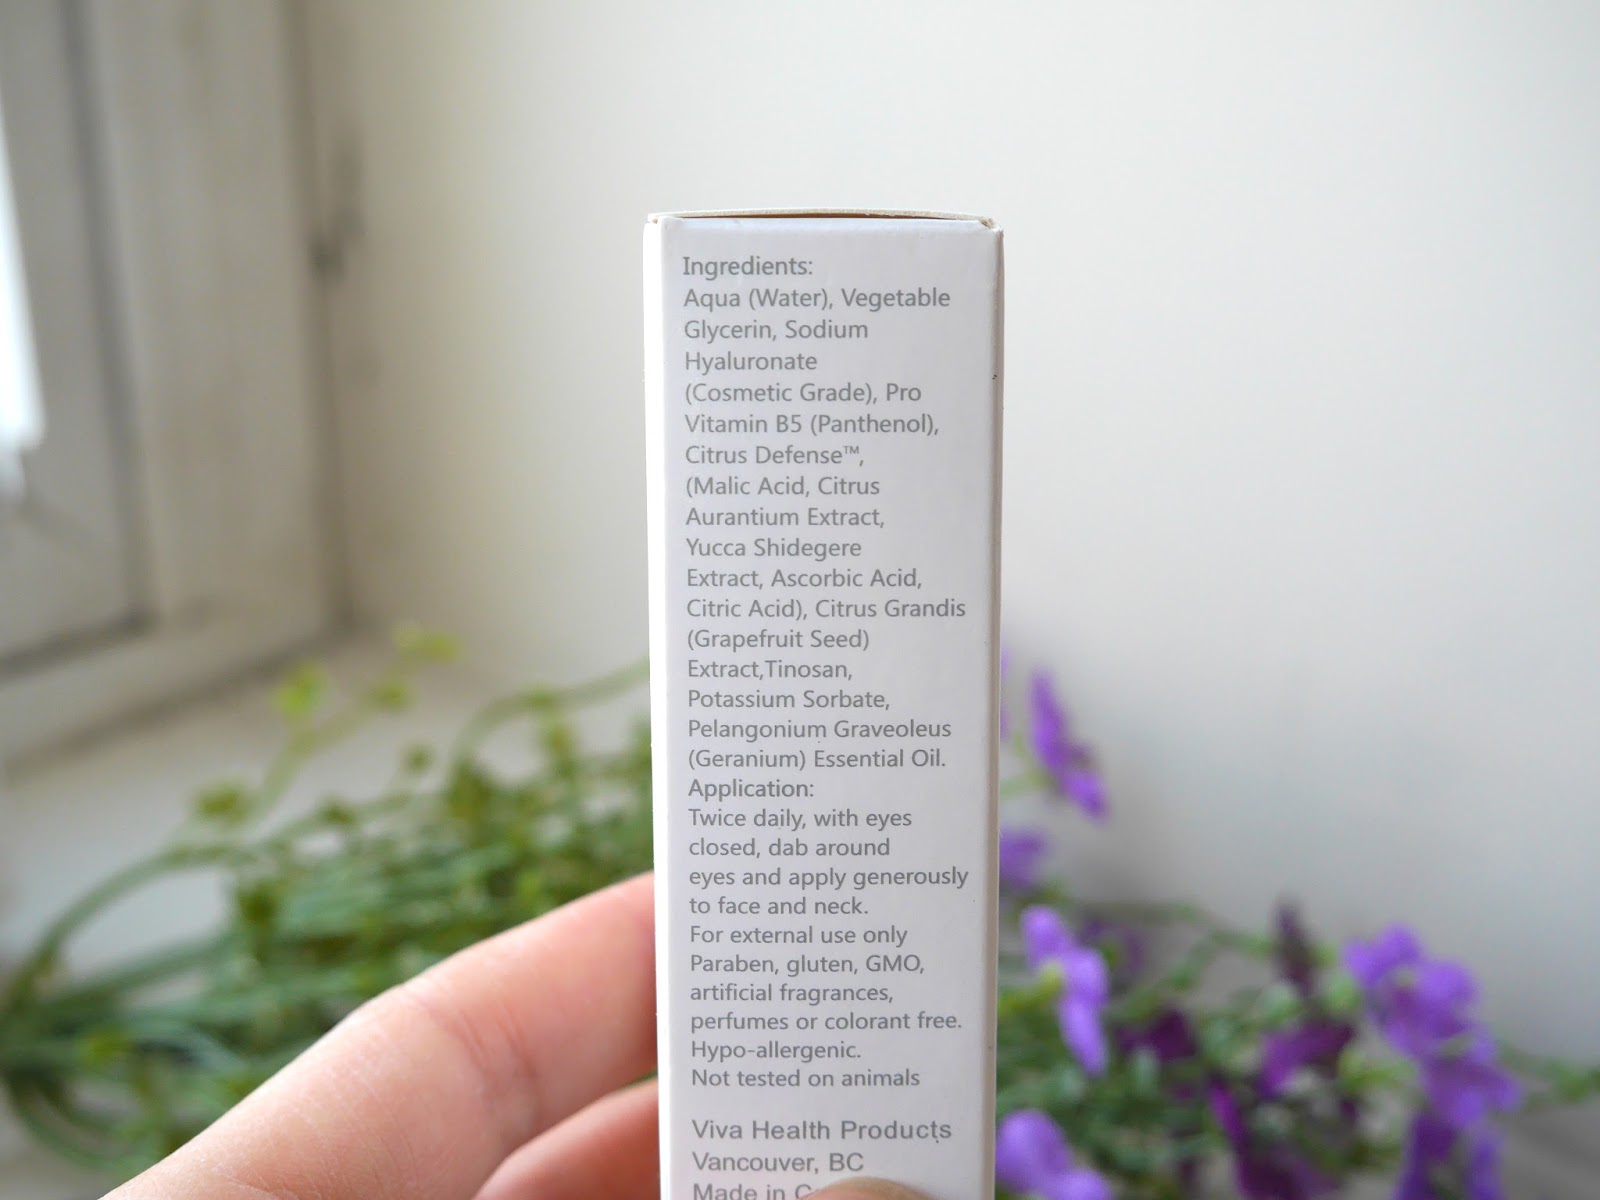 Ingredients:
Aqua (Water), Vegetable
Glycerin, Sodium
Hyaluronate
(Cosmetic Grade), Pro
Vitamin B5 (Panthenol),
Citrus Defense™,
(Malic Acid, Citrus
Aurantium Extract,
Yucca Shidegere
Extract, Ascorbic Acid,
Citric Acid), Citrus Grandis
(Grapefruit Seed)
Extract,Tinosan,
Potassium Sorbate,
Pelangonium Graveoleus
(Geranium) Essential Oil.
Application:
Twice daily, with eyes
closed, dab around
eyes and apply generously
to face and neck.
For external use only
Paraben, gluten, GMO,
artificial fragrances,
perfumes or colorant free.
Hypo-allergenic.
Not tested on animals
Viva Health Products
Vancouver, BC
Made in